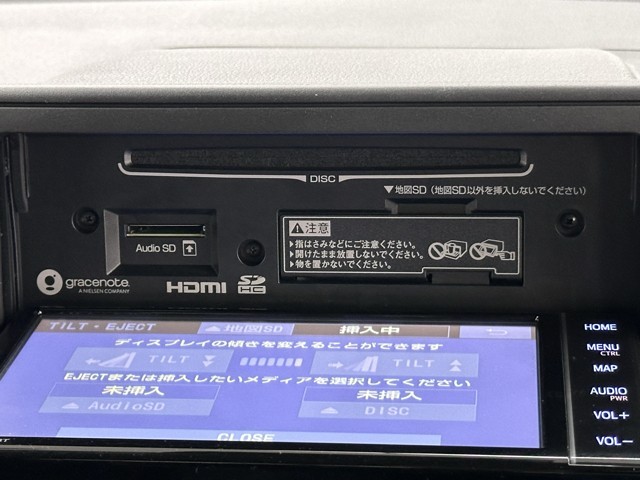 DISC
▼地図SD(地図SD以外を挿入しないでください)
Audio SD
⚠注意
▶指はさみなどにご注意ください。
▶開けたまま放置しないでください。
▶物を置かないでください。
gracenote.
A NIELSEN COMPANY
HDMI
SD
HC
TILT・EJECT
地図SD
挿入中
ディスプレイの傾きを変えることができます
TILT
TILT
EJECTまたは挿入したいメディアを選択してください
未挿入
未挿入
AudioSD
DISC
CLOSE
HOME
MENU
CTRL
MAP
AUDIO
PWR
VOL+
VOL−